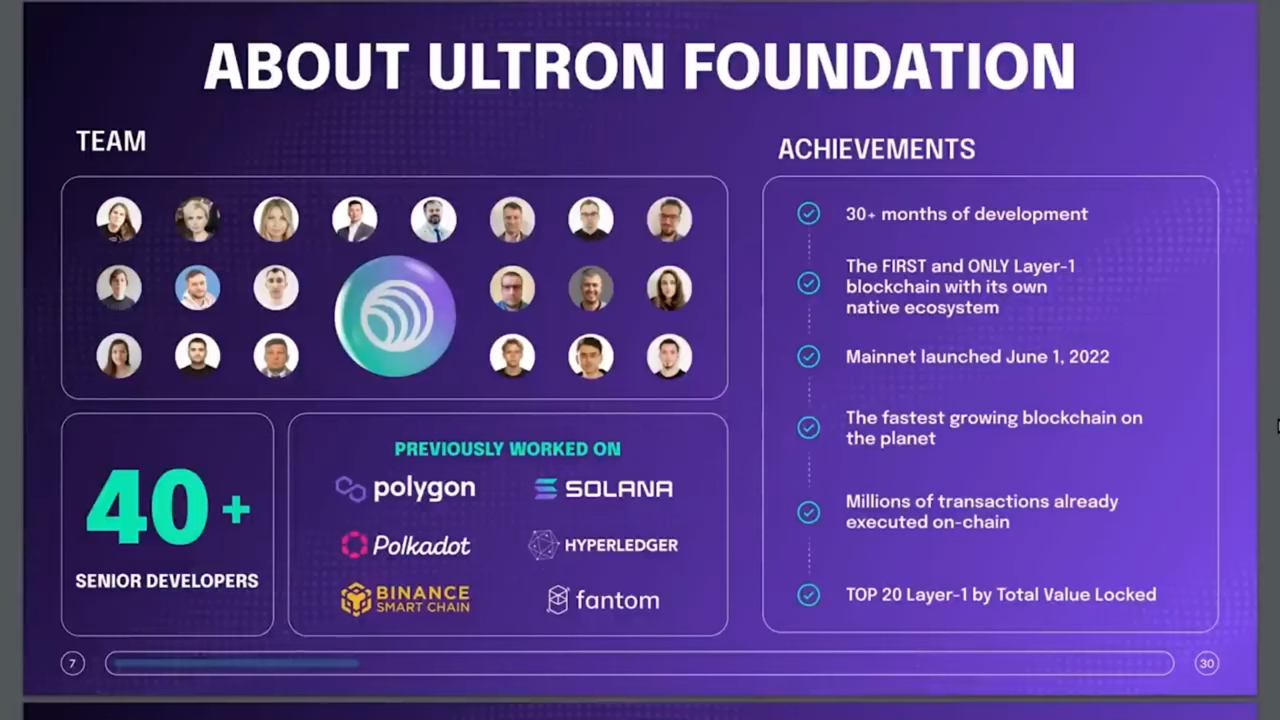 ABOUT ULTRON FOUNDATION
TEAM
40+
SENIOR DEVELOPERS
PREVIOUSLY WORKED ON
polygon
SOLANA
Polkadot
HYPERLEDGER
BINANCE
SMART CHAIN
fantom
ACHIEVEMENTS
30+ months of development
The FIRST and ONLY Layer-1
blockchain with its own
native ecosystem
Mainnet launched June 1, 2022
The fastest growing blockchain on
the planet
Millions of transactions already
executed on-chain
TOP 20 Layer-1 by Total Value Locked
7
30